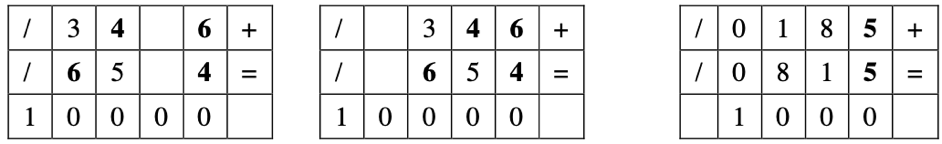 / 3 4 6 +
/ 6 5 4 =
1 0 0 0 0
/ 3 4 6 +
/ 6 5 4 =
1 0 0 0 0
/ 0 1 8 5 +
/ 0 8 1 5 =
1 0 0 0